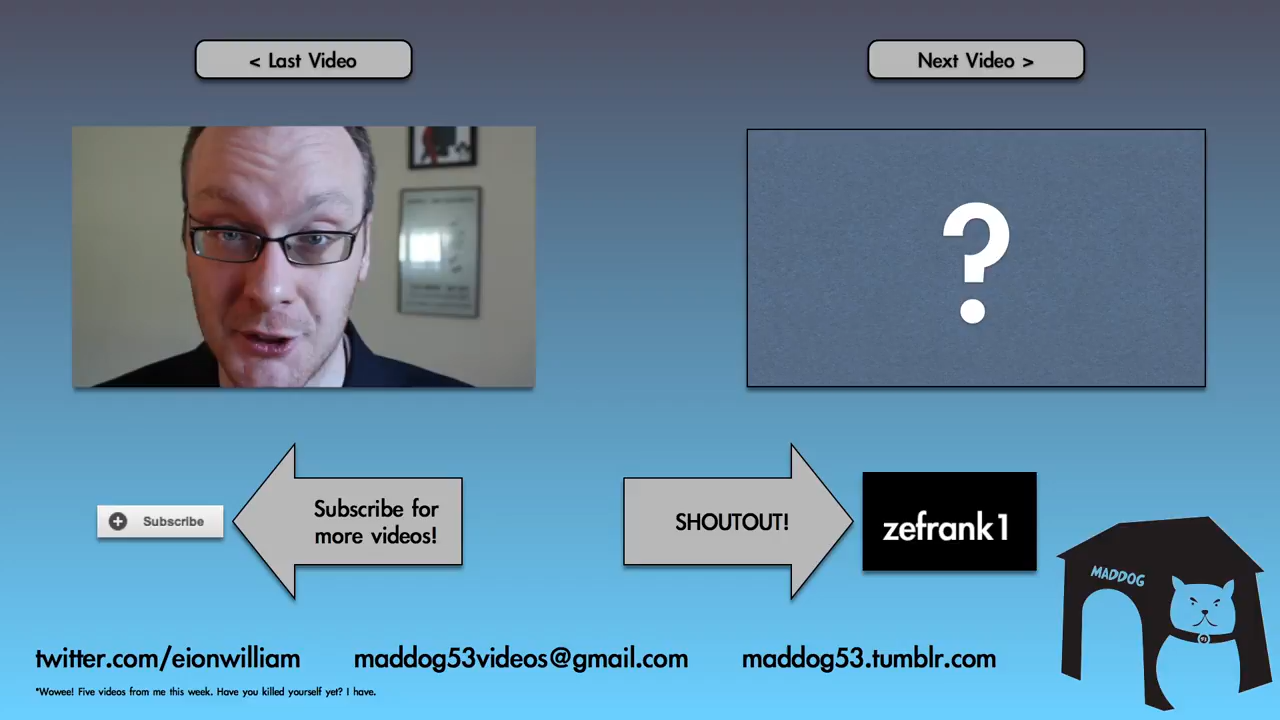 < Last Video
Next Video >
Subscribe
Subscribe for
more videos!
SHOUTOUT!
zefrank1
MADDOG
twitter.com/eionwilliam
maddog53videos@gmail.com
maddog53.tumblr.com
*Wowee! Five videos from me this week. Have you killed yourself yet? I have.